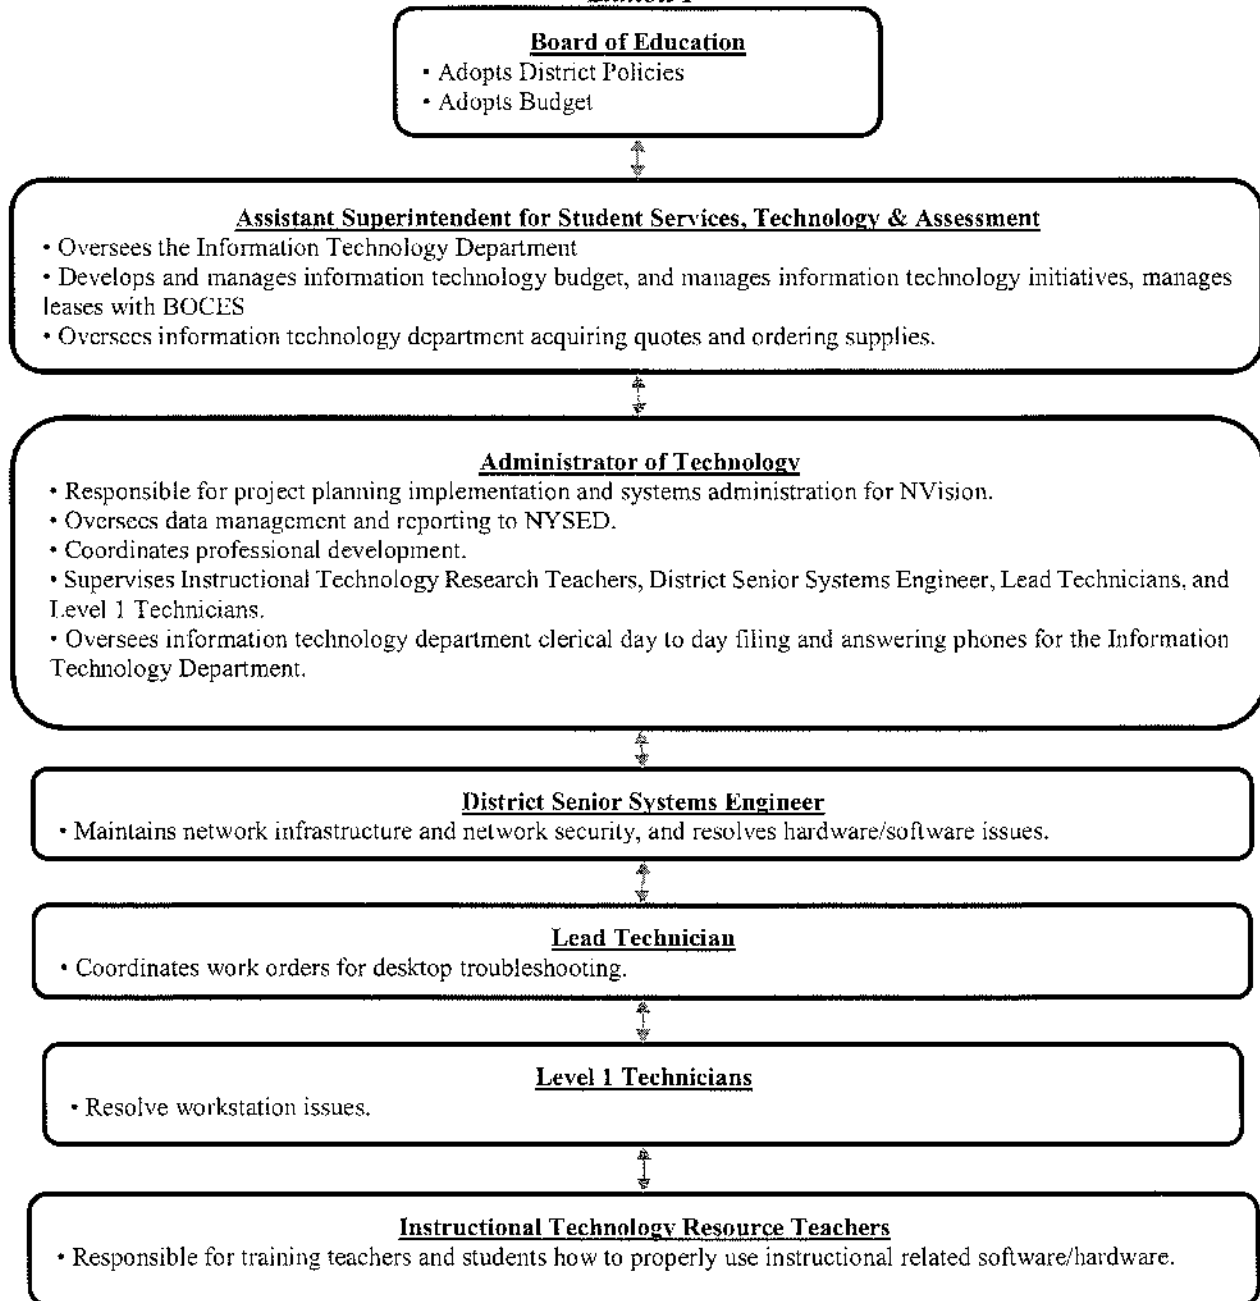 Board of Education
• Adopts District Policies
• Adopts Budget
Assistant Superintendent for Student Services, Technology & Assessment
• Oversees the Information Technology Department
• Develops and manages information technology budget, and manages information technology initiatives, manages
leases with BOCES
• Oversees information technology department acquiring quotes and ordering supplies.
Administrator of Technology
• Responsible for project planning implementation and systems administration for NVision.
• Oversees data management and reporting to NYSED.
• Coordinates professional development.
• Supervises Instructional Technology Research Teachers, District Senior Systems Engineer, Lead Technicians, and
Level 1 Technicians.
• Oversees information technology department clerical day to day filing and answering phones for the Information
Technology Department.
District Senior Systems Engineer
• Maintains network infrastructure and network security, and resolves hardware/software issues.
Lead Technician
• Coordinates work orders for desktop troubleshooting.
Level 1 Technicians
• Resolve workstation issues.
Instructional Technology Resource Teachers
• Responsible for training teachers and students how to properly use instructional related software/hardware.